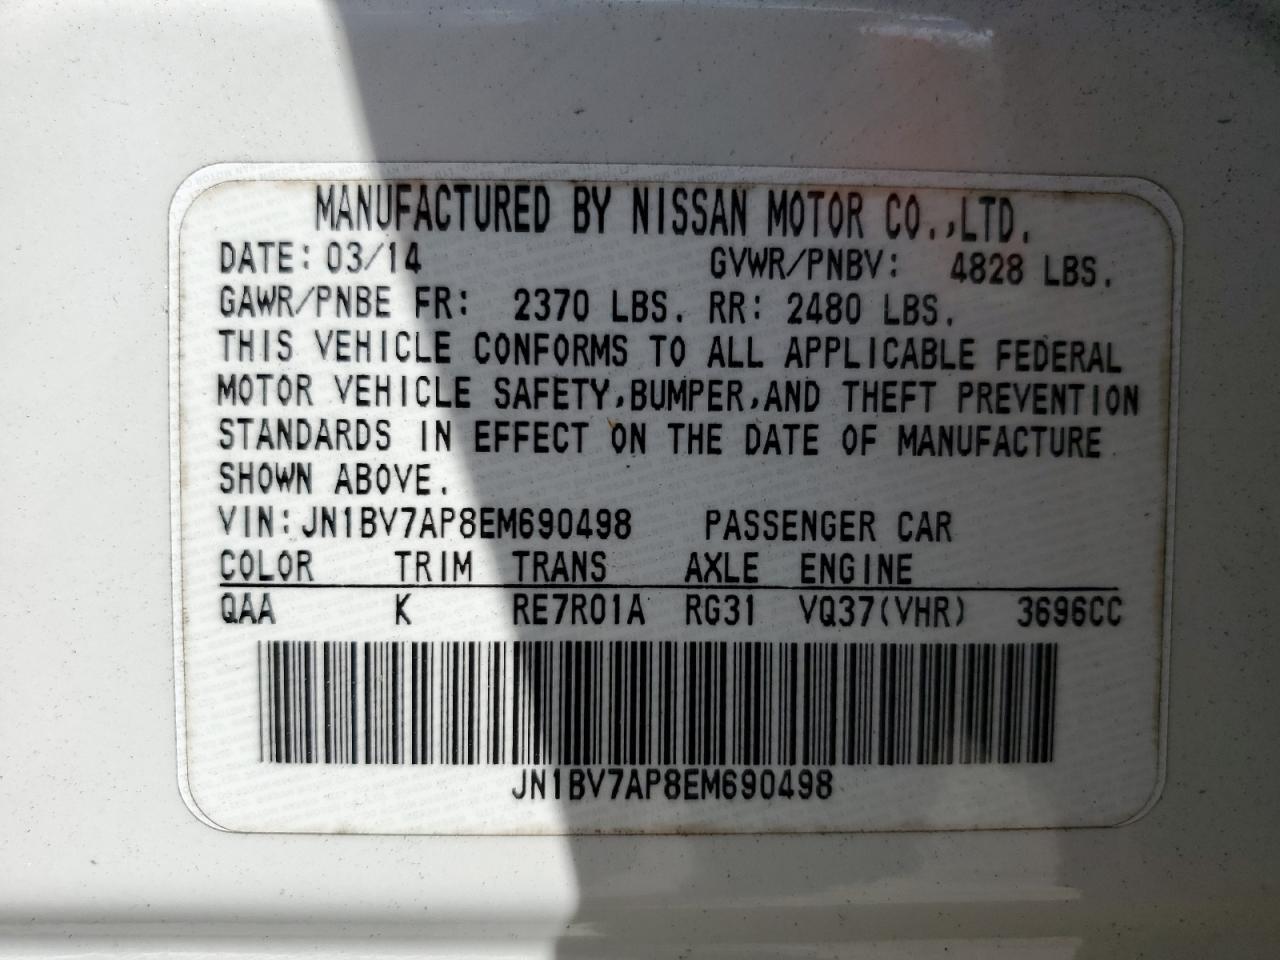 MANUFACTURED BY NISSAN MOTOR CO.,LTD.
DATE: 03/14 GVWR/PNBV: 4828 LBS.
GAWR/PNBE FR: 2370 LBS. RR: 2480 LBS.
THIS VEHICLE CONFORMS TO ALL APPLICABLE FEDERAL
MOTOR VEHICLE SAFETY,BUMPER,AND THEFT PREVENTION
STANDARDS IN EFFECT ON THE DATE OF MANUFACTURE
SHOWN ABOVE.
VIN: JN1BV7AP8EM690498 PASSENGER CAR
COLOR TRIM TRANS AXLE ENGINE
QAA K RE7R01A RG31 VQ37(VHR) 3696CC
JN1BV7AP8EM690498